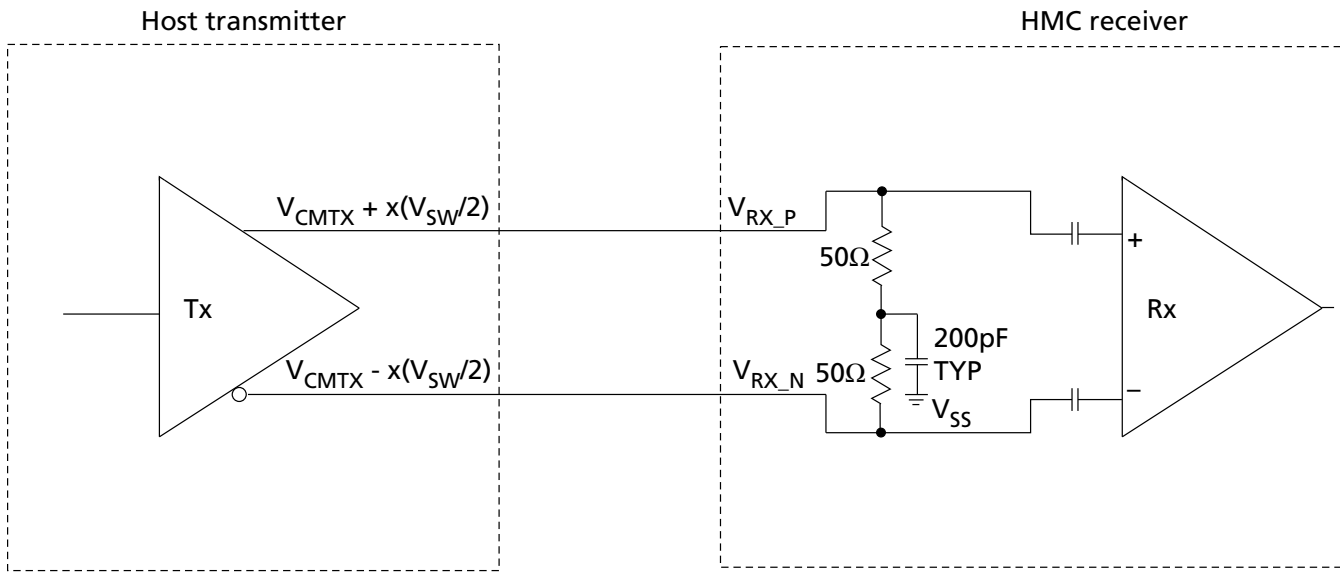 Host transmitter
HMC receiver
V_CMTX + x(V_SW/2)
V_RX_P
50Ω
+
Tx
Rx
200pF
TYP
V_CMTX - x(V_SW/2)
V_RX_N
50Ω
−
V_SS